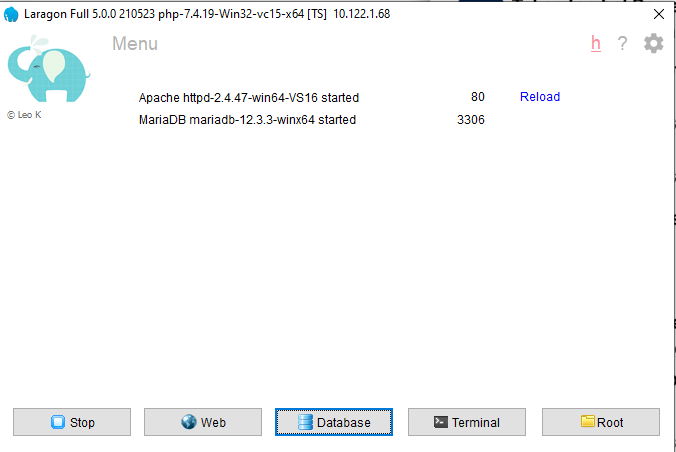 Laragon Full 5.0.0 210523 php-7.4.19-Win32-vc15-x64 [TS] 10.122.1.68
Menu
h ?
© Leo K
Apache httpd-2.4.47-win64-VS16 started 80 Reload
MariaDB mariadb-12.3.3-winx64 started 3306
Stop Web Database Terminal Root